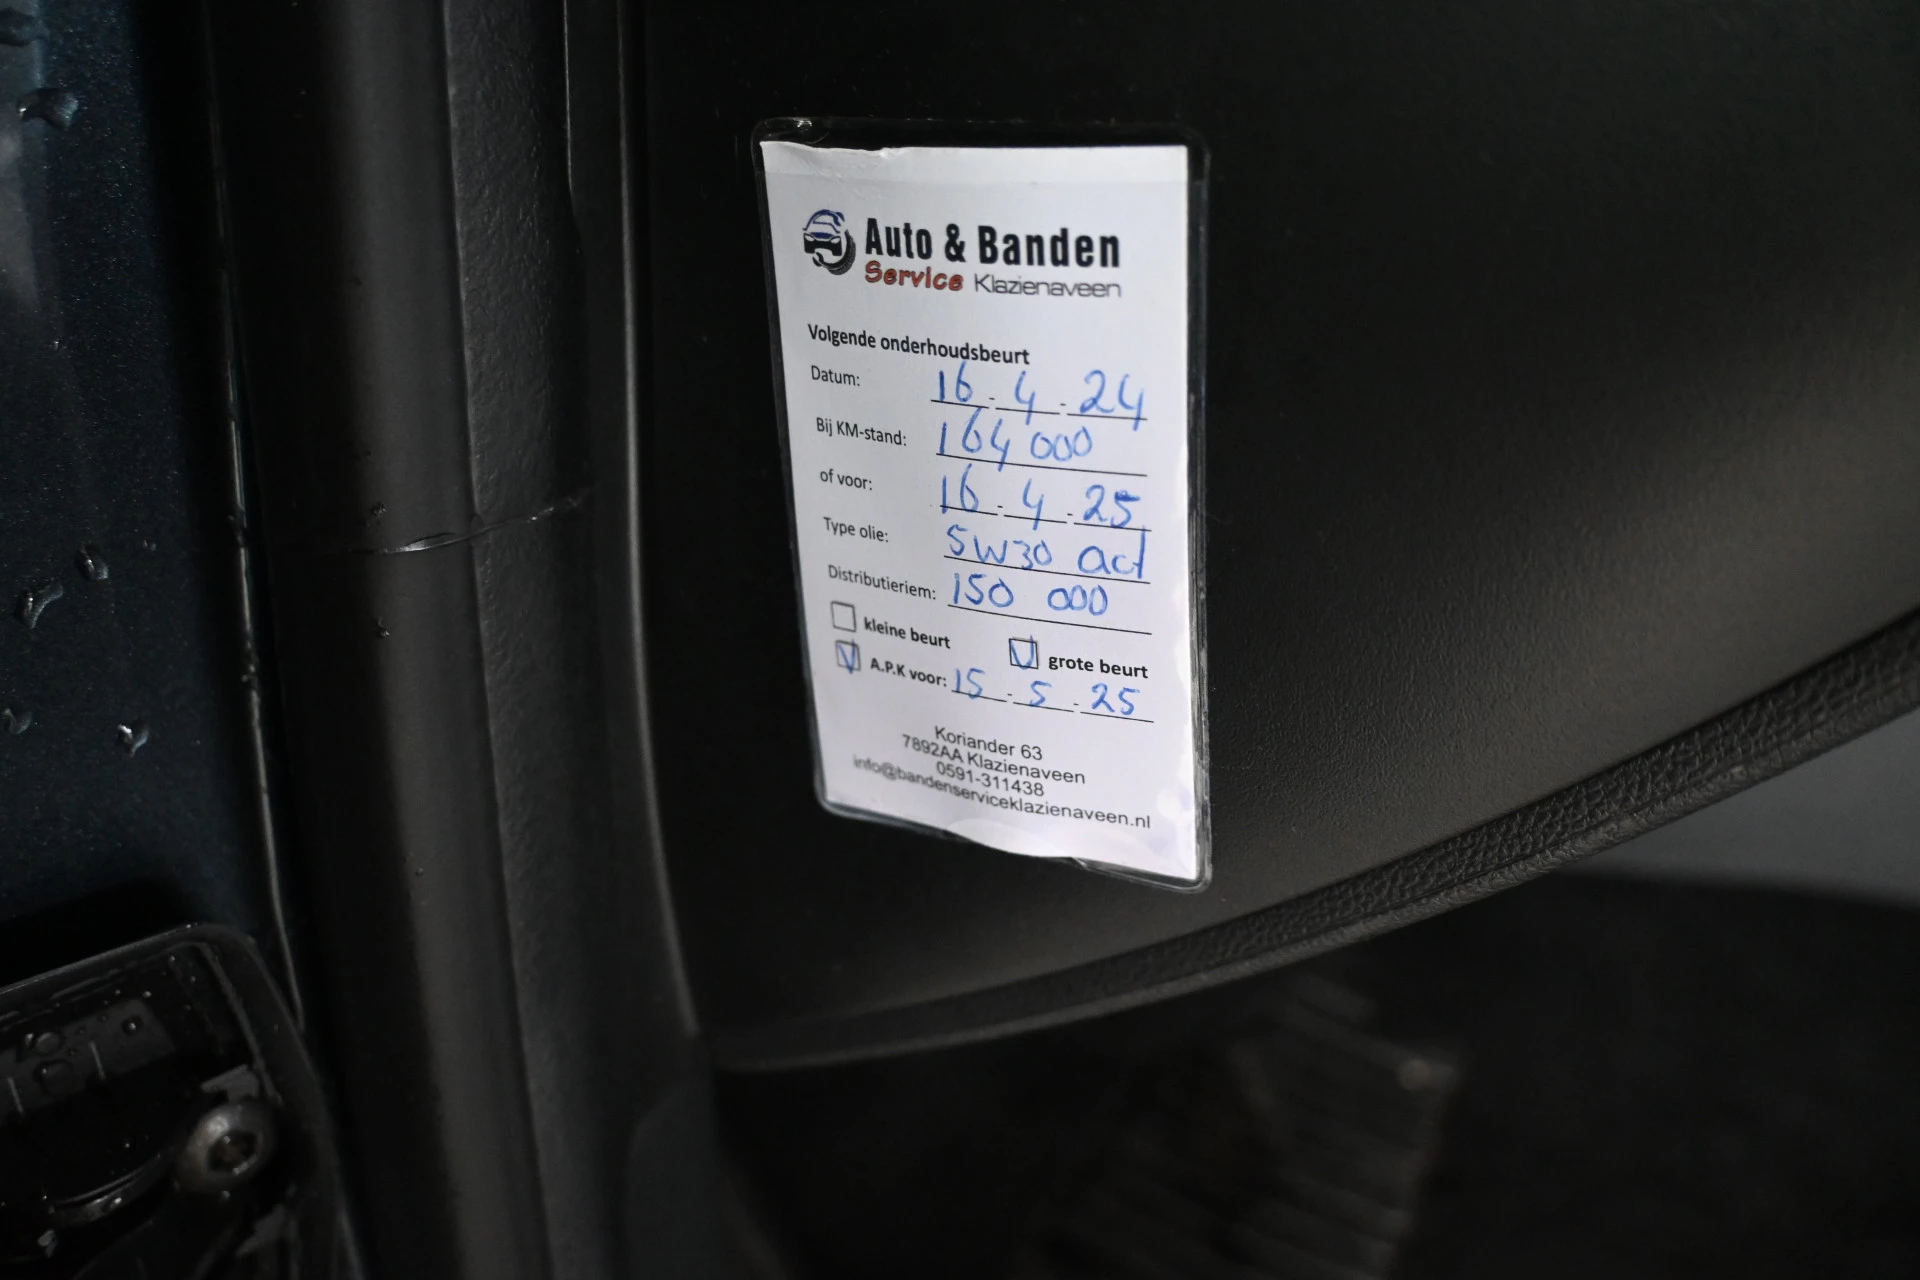 Auto & Banden
Service Klazienaveen
Volgende onderhoudsbeurt
Datum: 16-4-24
Bij KM-stand: 164 000
of voor: 16-4-25
Type olie: 5W30 acl
Distributieriem: 150 000
kleine beurt V grote beurt
V A.P.K voor: 15-5-25
Koriander 63
7892AA Klazienaveen
0591-311438
info@bandenserviceklazienaveen.nl